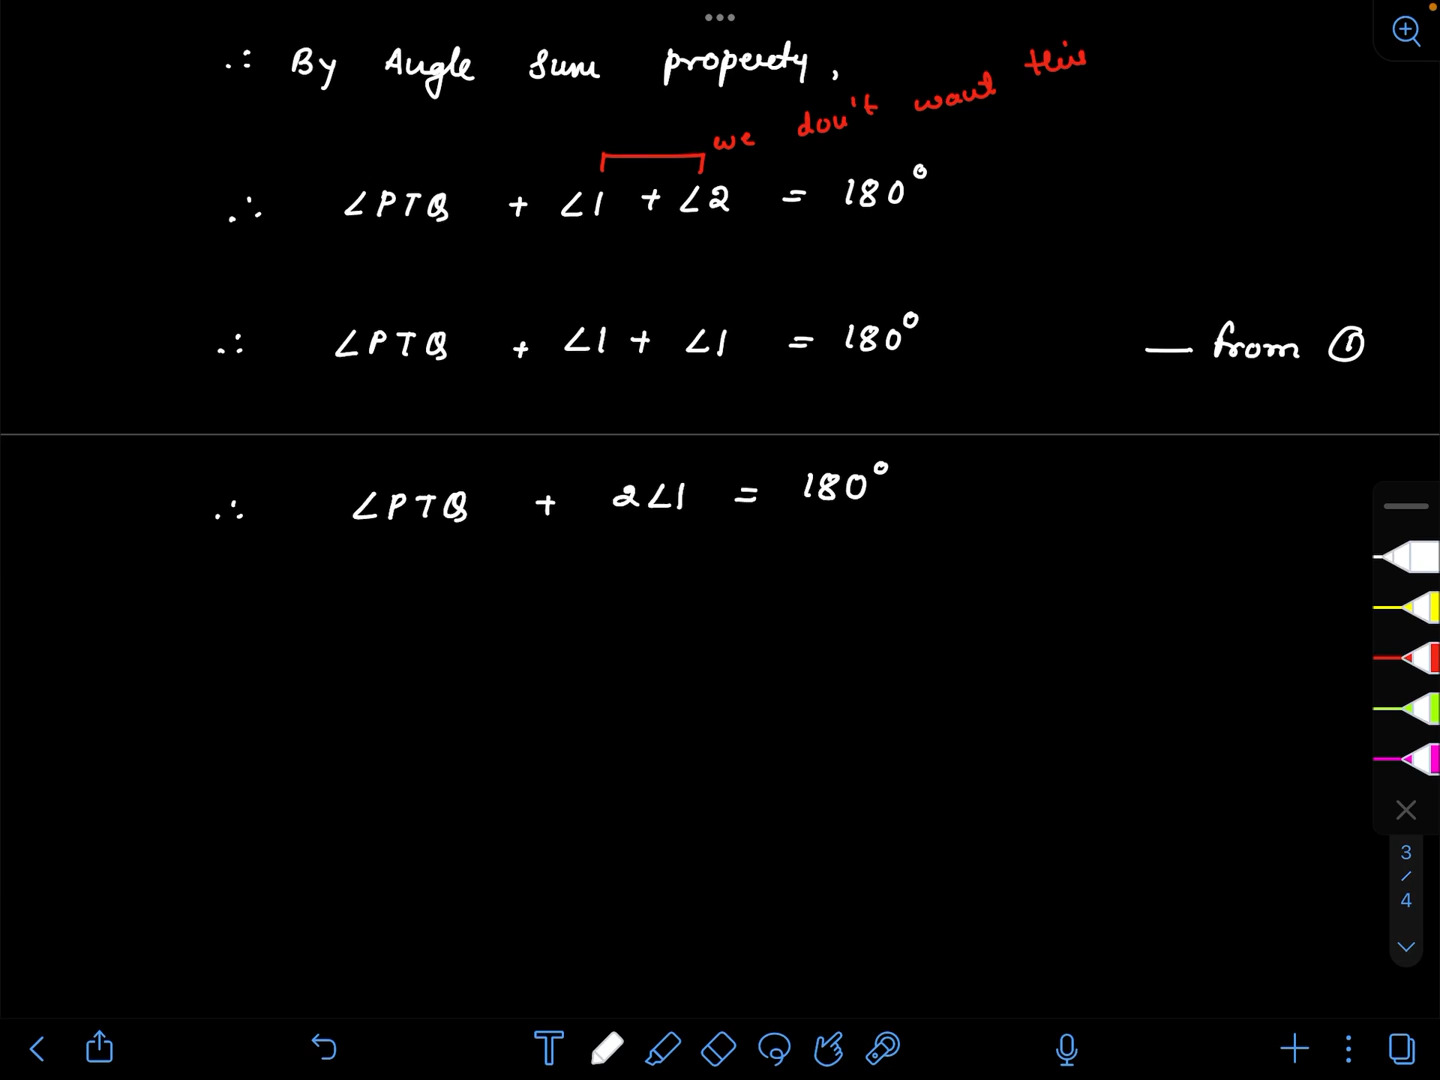 ∴ By Angle Sum property,
we don't want this
∴ ∠PTQ + ∠1 + ∠2 = 180°
∴ ∠PTQ + ∠1 + ∠1 = 180° — from ①
∴ ∠PTQ + 2∠1 = 180°
3
/
4
T